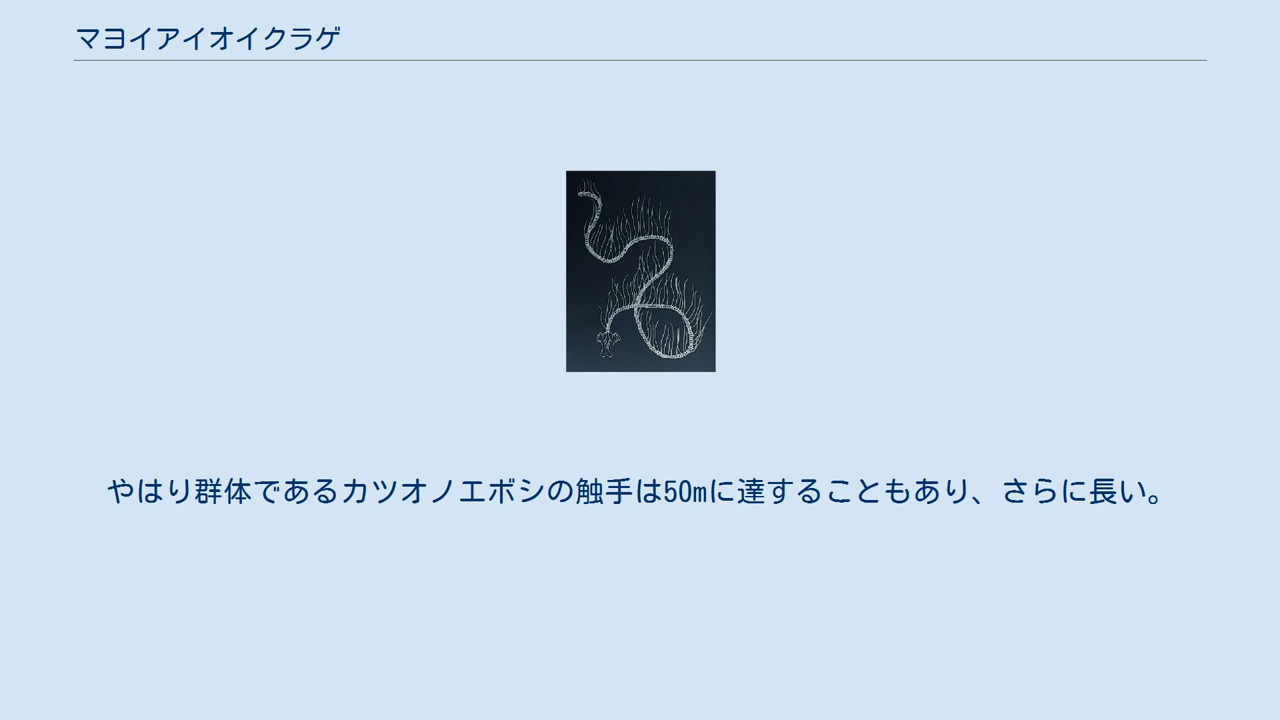 マヨイアイオイクラゲ
やはり群体であるカツオノエボシの触手は50mに達することもあり、さらに長い。